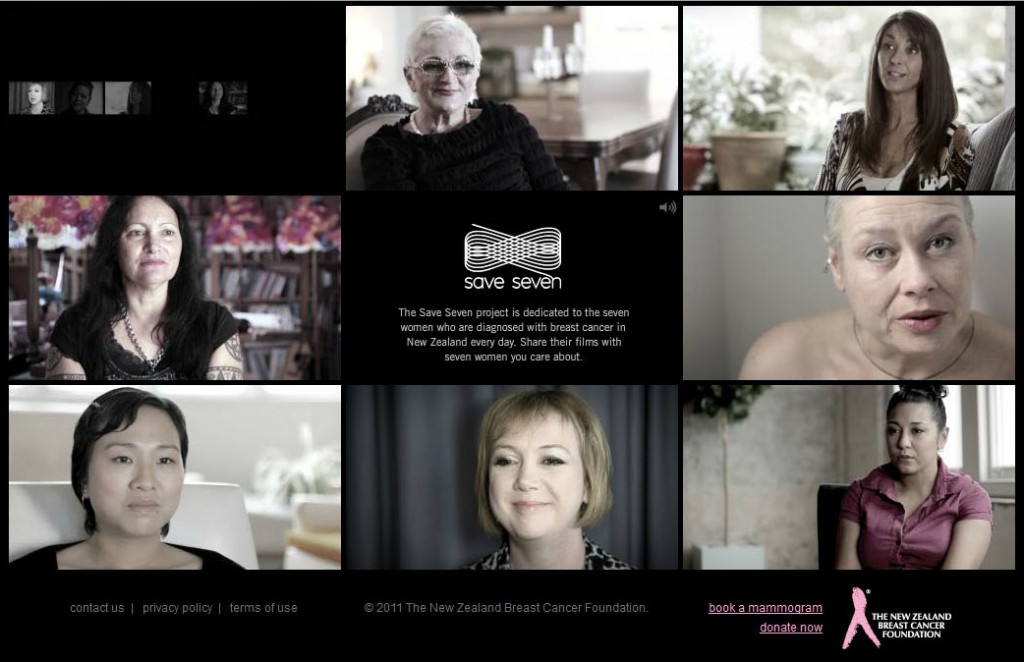 save seven
The Save Seven project is dedicated to the seven
women who are diagnosed with breast cancer in
New Zealand every day. Share their films with
seven women you care about.
contact us | privacy policy | terms of use
© 2011 The New Zealand Breast Cancer Foundation.
book a mammogram
donate now
®
THE NEW ZEALAND
BREAST CANCER
FOUNDATION